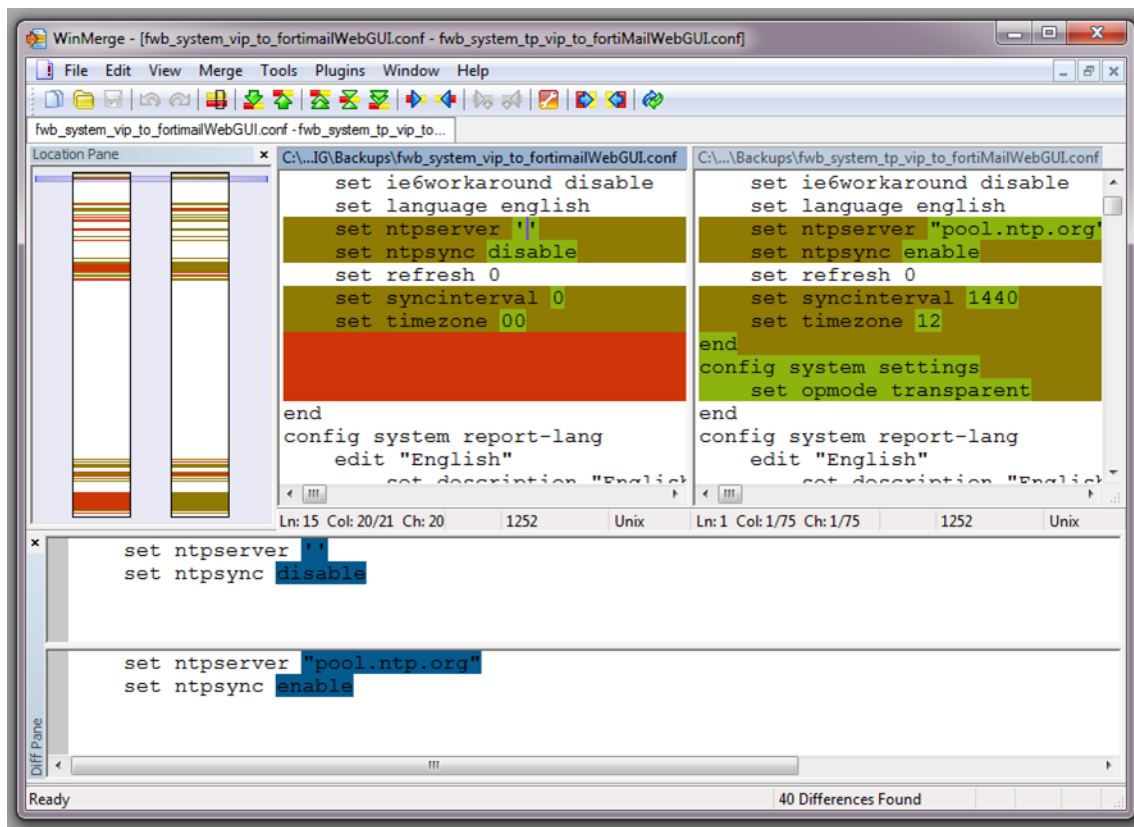 WinMerge - [fwb_system_vip_to_fortimailWebGUI.conf - fwb_system_tp_vip_to_fortiMailWebGUI.conf]
File Edit View Merge Tools Plugins Window Help
fwb_system_vip_to_fortimailWebGUI.conf - fwb_system_tp_vip_to...
Location Pane
C:\...IG\Backups\fwb_system_vip_to_fortimailWebGUI.conf
set ie6workaround disable
set language english
set ntpserver ''
set ntpsync disable
set refresh 0
set syncinterval 0
set timezone 00
end
config system report-lang
edit "English"
set description "English
Ln: 15 Col: 20/21 Ch: 20 1252 Unix
C:\...\Backups\fwb_system_tp_vip_to_fortiMailWebGUI.conf
set ie6workaround disable
set language english
set ntpserver "pool.ntp.org"
set ntpsync enable
set refresh 0
set syncinterval 1440
set timezone 12
end
config system settings
set opmode transparent
end
config system report-lang
edit "English"
set description "Englis
Ln: 1 Col: 1/75 Ch: 1/75 1252 Unix
set ntpserver ''
set ntpsync disable
set ntpserver "pool.ntp.org"
set ntpsync enable
Diff Pane
Ready 40 Differences Found